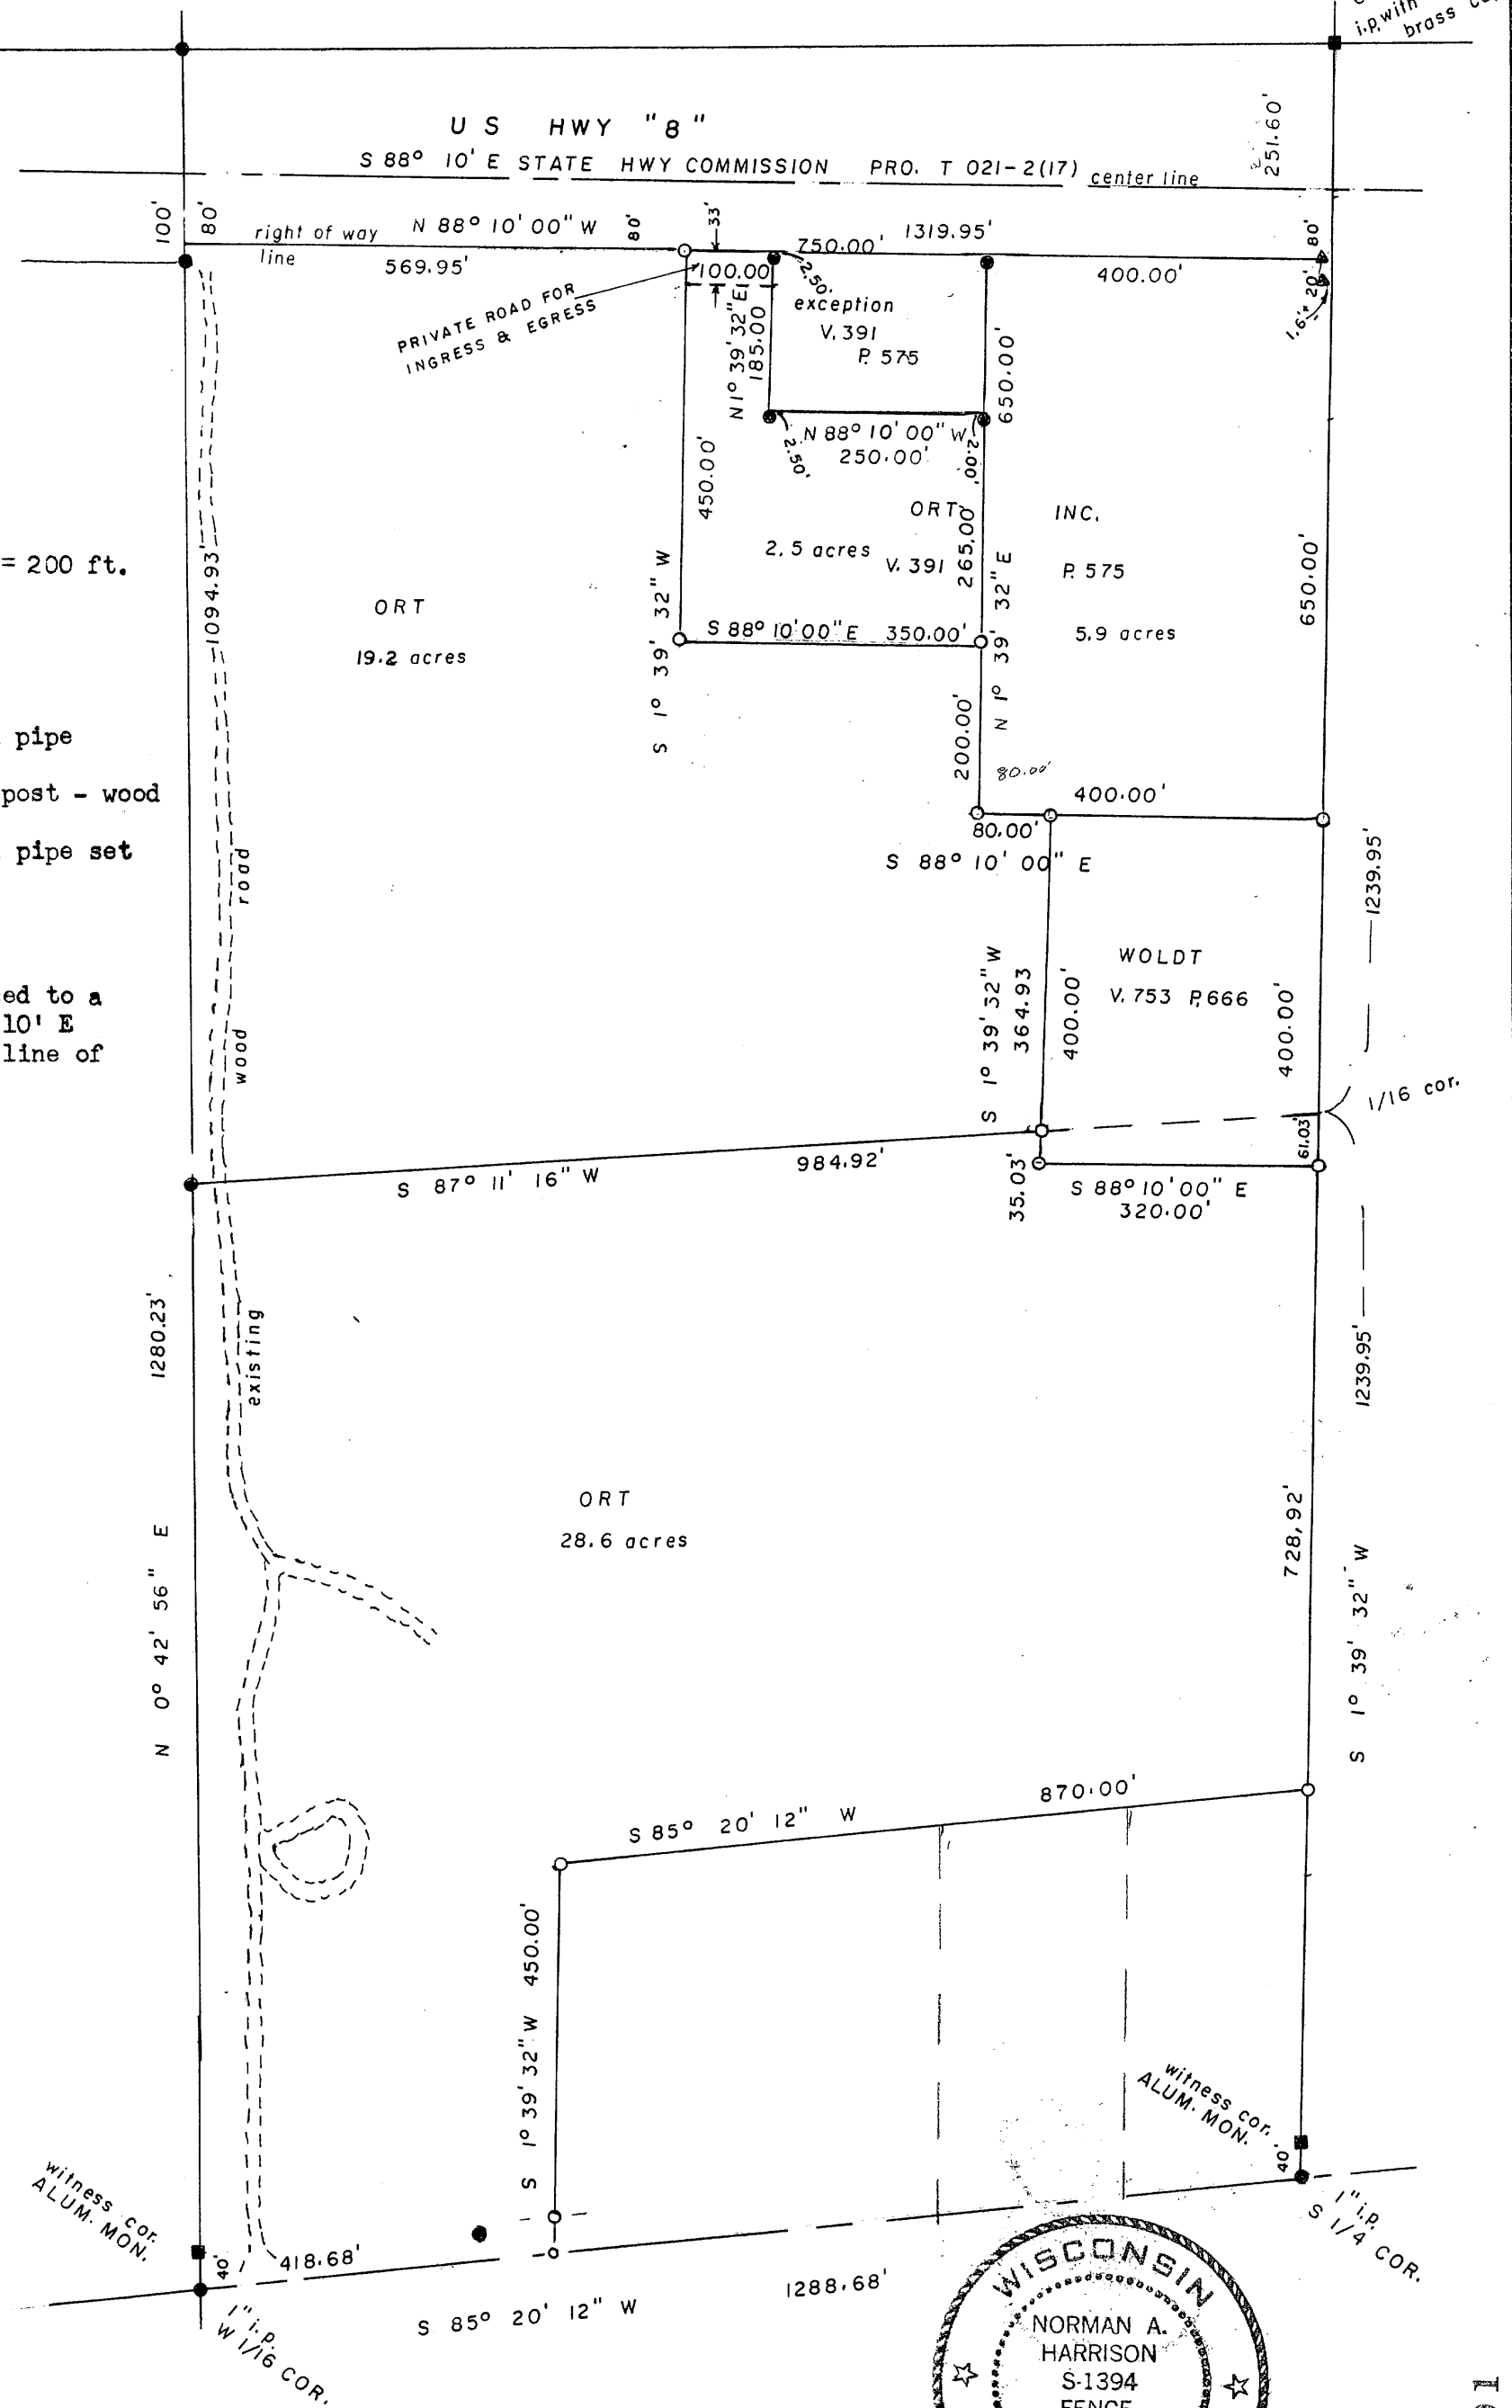 i.p. with
brass
251.60'
US HWY "8"
S 88° 10' E STATE HWY COMMISSION PRO. T 021-2(17) center line
100'
80'
right of way
line
N 88° 10' 00" W
80'
33'
569.95'
750.00'
1319.95'
80'
100.00
2.50'
400.00'
20'
1.6'±
PRIVATE ROAD FOR
INGRESS & EGRESS
N 1° 39' 32" E
185.00
exception
V. 391
P. 575
650.00'
N 88° 10' 00" W
250.00'
2.50'
2.00'
450.00'
ORT INC.
2.5 acres
V. 391 P. 575
265.00'
5.9 acres
= 200 ft.
1094.93'
ORT
19.2 acres
S 1° 39' 32" W
N 1° 39' 32" E
650.00'
S 88° 10' 00" E 350.00'
200.00'
80.00'
400.00'
80.00'
S 88° 10' 00" E
pipe
post - wood
pipe set
road
wood
1239.95'
WOLDT
V. 753 P. 666
S 1° 39' 32" W
364.93
400.00'
400.00'
ed to a
10' E
line of
1/16 cor.
61.03'
984.92'
S 87° 11' 16" W
35.03'
S 88° 10' 00" E
320.00'
1280.23'
existing
1239.95'
ORT
28.6 acres
728.92'
N 0° 42' 56" E
S 1° 39' 32" W
870.00'
S 85° 20' 12" W
S 1° 39' 32" W 450.00'
witness cor.
ALUM. MON.
40'
1" i.p.
S 1/4 COR.
witness cor.
ALUM. MON.
40'
418.68'
1288.68'
S 85° 20' 12" W
1" i.p.
W 1/16 COR.
WISCONSIN
NORMAN A.
HARRISON
S-1394
FENCE